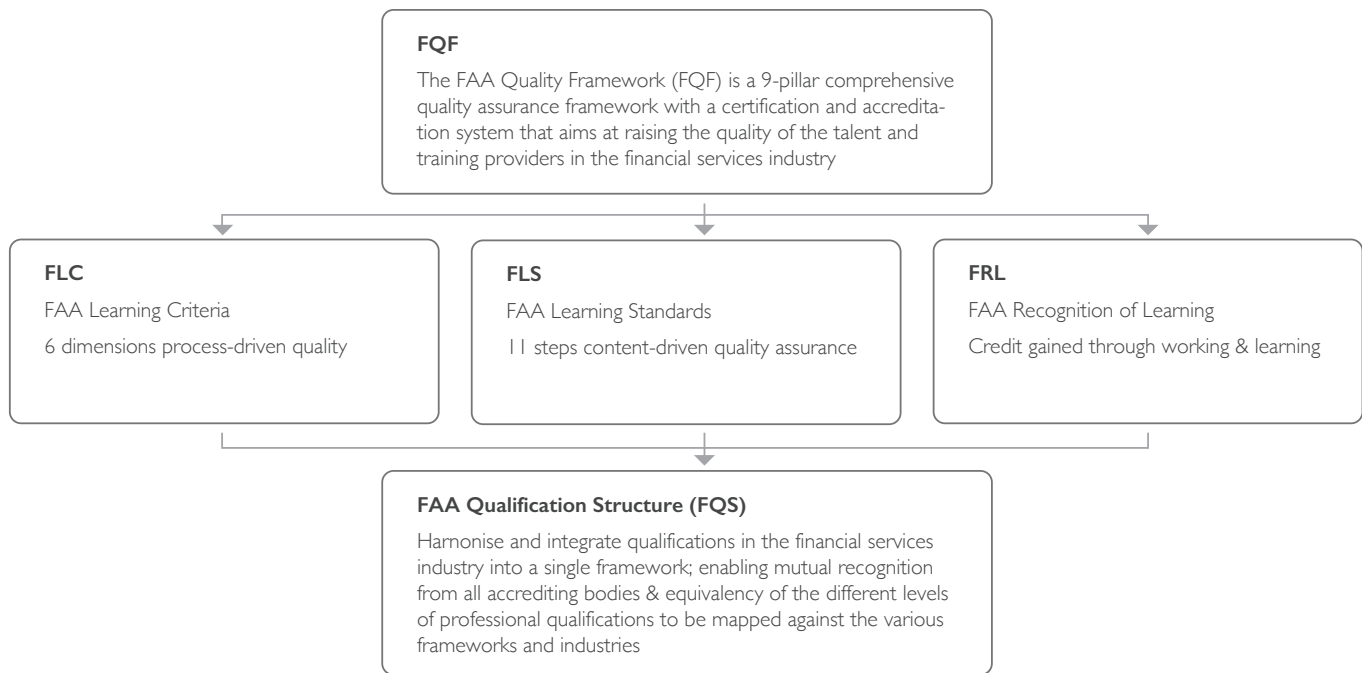 FQF
The FAA Quality Framework (FQF) is a 9-pillar comprehensive
quality assurance framework with a certification and accredita-
tion system that aims at raising the quality of the talent and
training providers in the financial services industry
FLC
FAA Learning Criteria
6 dimensions process-driven quality
FLS
FAA Learning Standards
11 steps content-driven quality assurance
FRL
FAA Recognition of Learning
Credit gained through working & learning
FAA Qualification Structure (FQS)
Harnonise and integrate qualifications in the financial services
industry into a single framework; enabling mutual recognition
from all accrediting bodies & equivalency of the different levels
of professional qualifications to be mapped against the various
frameworks and industries